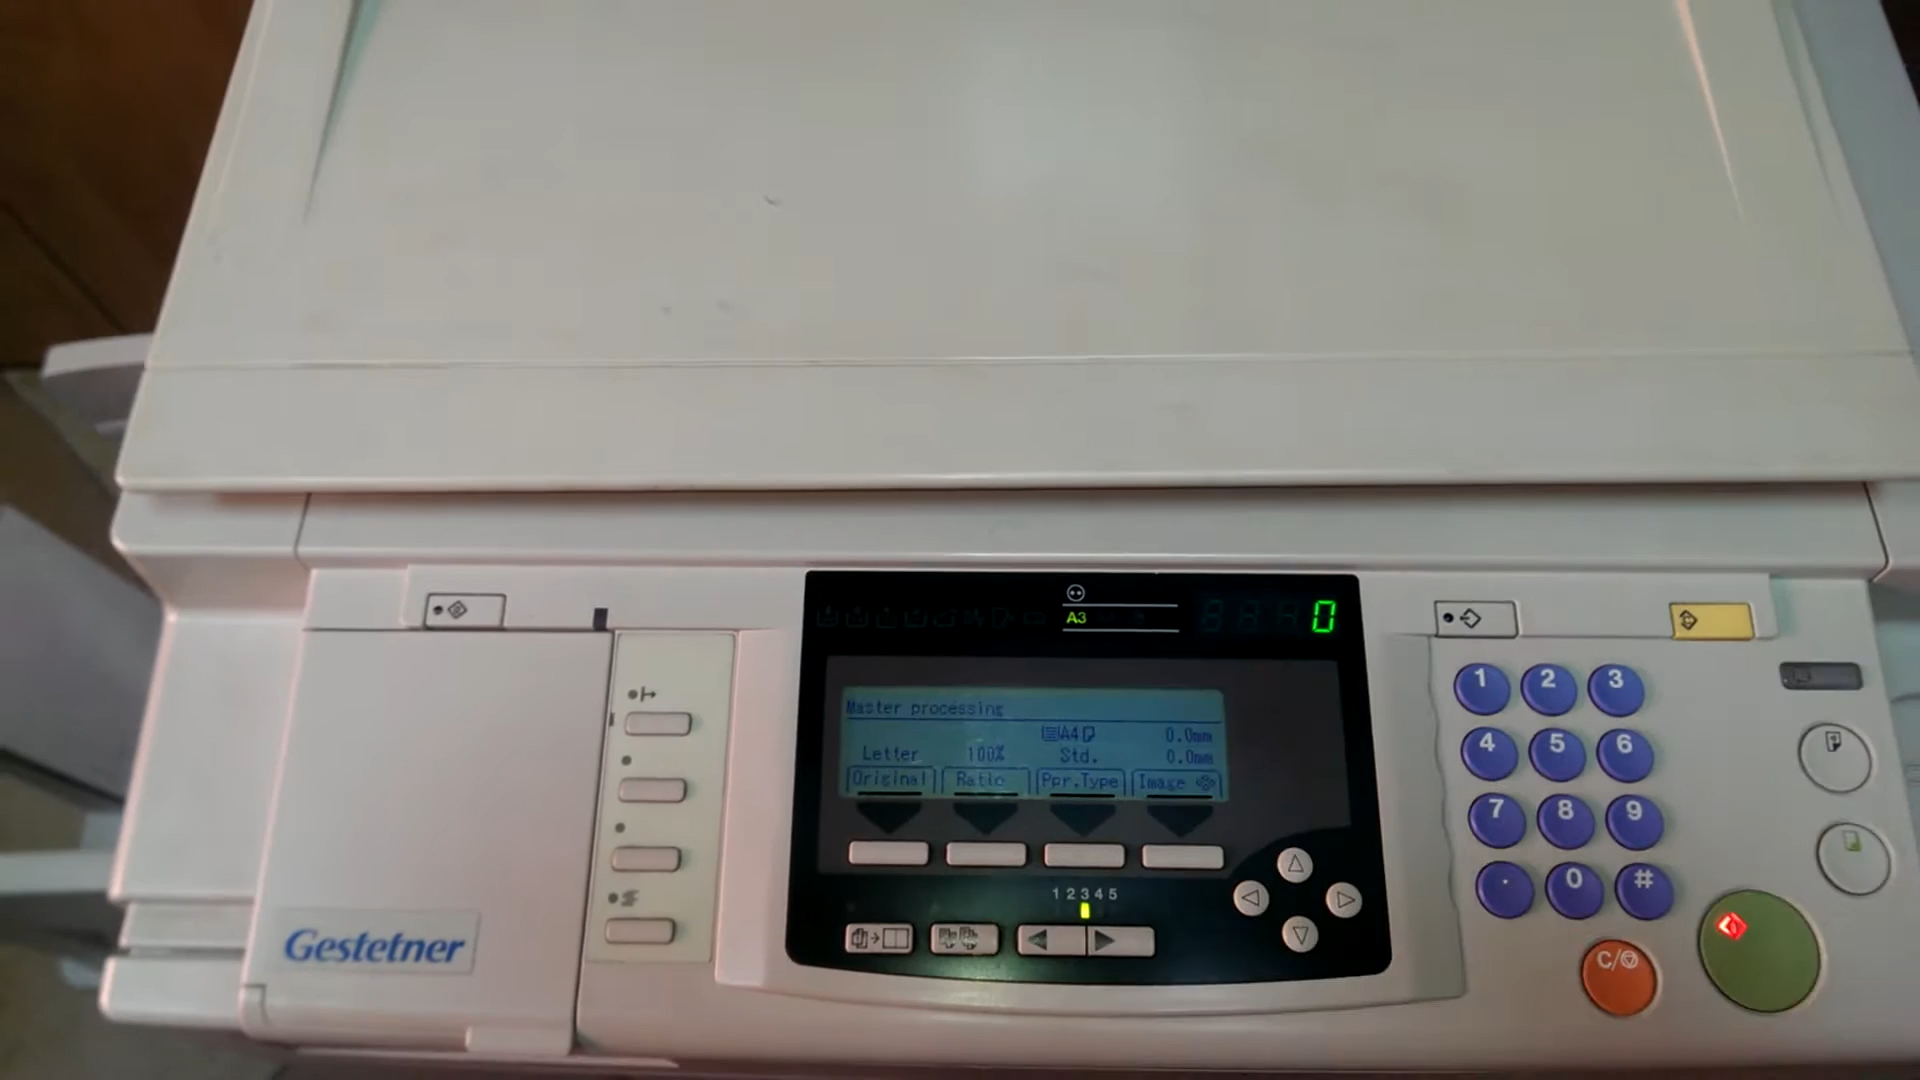 A3
0
Master processing
A4 0.0mm
Letter 100% Std. 0.0mm
Original Ratio Ppr.Type Image
1 2 3 4 5
Gestetner
1 2 3
4 5 6
7 8 9
. 0 #
C/